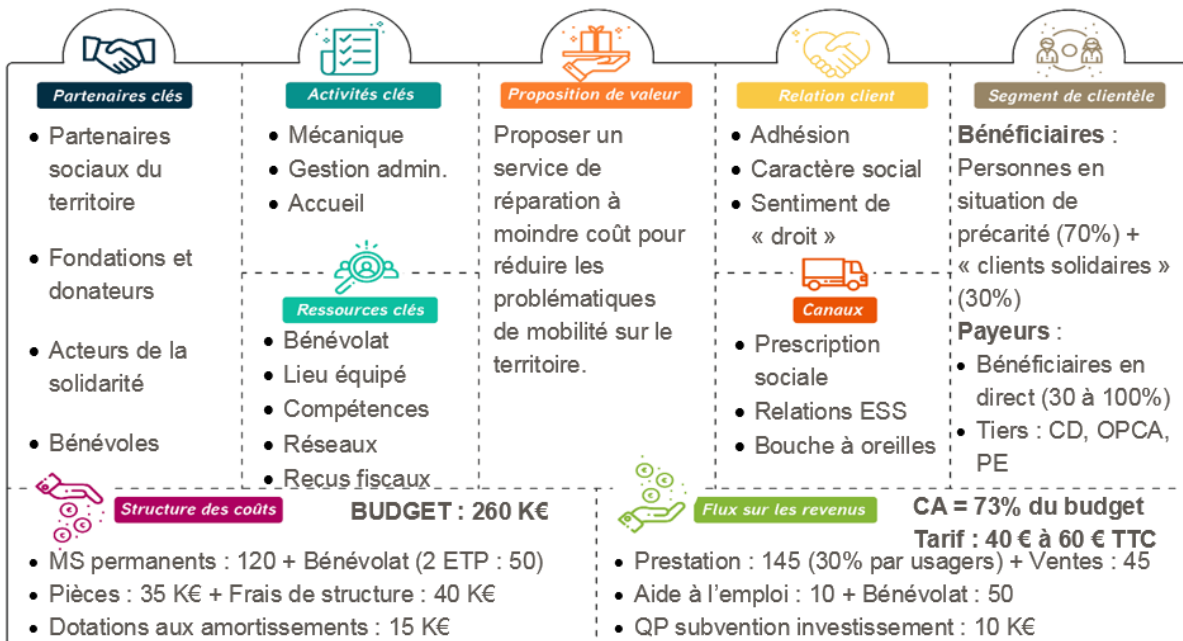 Partenaires clés
• Partenaires
sociaux du
territoire
• Fondations et
donateurs
• Acteurs de la
solidarité
• Bénévoles
Activités clés
• Mécanique
• Gestion admin.
• Accueil
Ressources clés
• Bénévolat
• Lieu équipé
• Compétences
• Réseaux
• Reçus fiscaux
Proposition de valeur
Proposer un
service de
réparation à
moindre coût pour
réduire les
problématiques
de mobilité sur le
territoire.
Relation client
• Adhésion
• Caractère social
• Sentiment de
« droit »
Canaux
• Prescription
sociale
• Relations ESS
• Bouche à oreilles
Segment de clientèle
Bénéficiaires :
Personnes en
situation de
précarité (70%) +
« clients solidaires »
(30%)
Payeurs :
• Bénéficiaires en
direct (30 à 100%)
• Tiers : CD, OPCA,
PE
Structure des coûts
BUDGET : 260 K€
• MS permanents : 120 + Bénévolat (2 ETP : 50)
• Pièces : 35 K€ + Frais de structure : 40 K€
• Dotations aux amortissements : 15 K€
Flux sur les revenus
CA = 73% du budget
Tarif : 40 € à 60 € TTC
• Prestation : 145 (30% par usagers) + Ventes : 45
• Aide à l'emploi : 10 + Bénévolat : 50
• QP subvention investissement : 10 K€